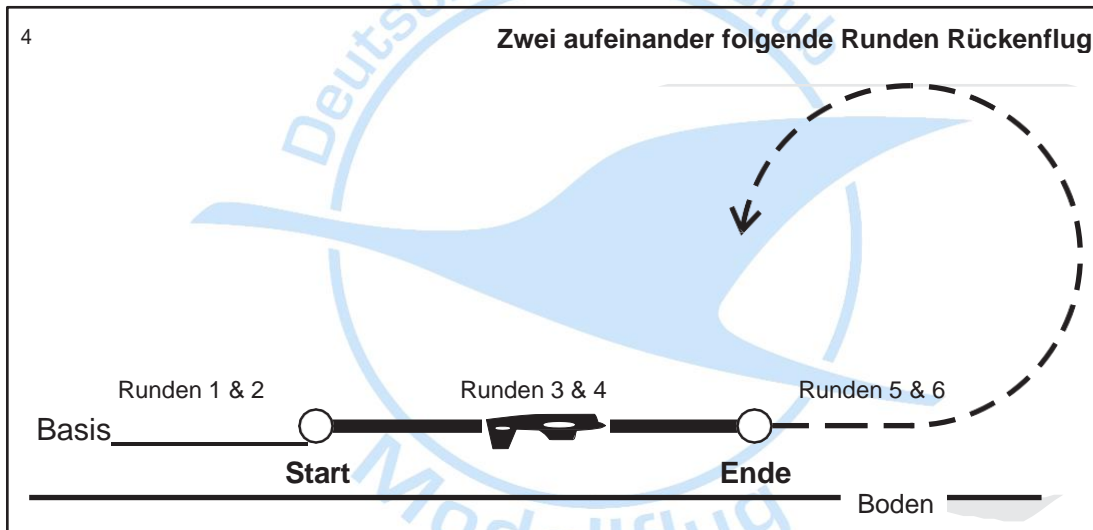 4
Zwei aufeinander folgende Runden Rückenflug
Runden 1 & 2
Runden 3 & 4
Runden 5 & 6
Basis
Start
Ende
Boden
Modellflug